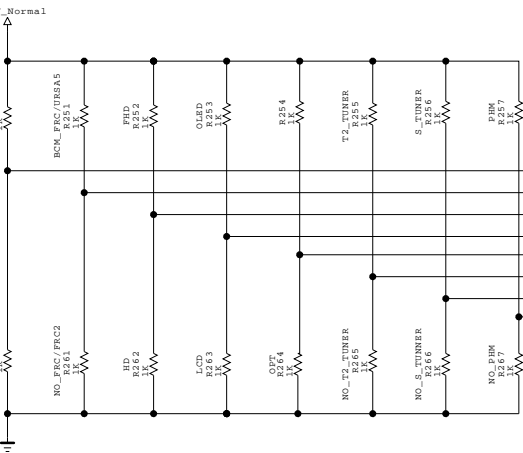 _Normal
BCM_FRC/URSA5
R251
1K
FHD
R252
1K
OLED
R253
1K
R254
1K
T2_TUNER
R255
1K
S_TUNER
R256
1K
PHM
R257
1K
NO_FRC/FRC2
R261
1K
HD
R262
1K
LCD
R263
1K
OPT
R264
1K
NO_T2_TUNER
R265
1K
NO_S_TUNNER
R266
1K
NO_PHM
R267
1K